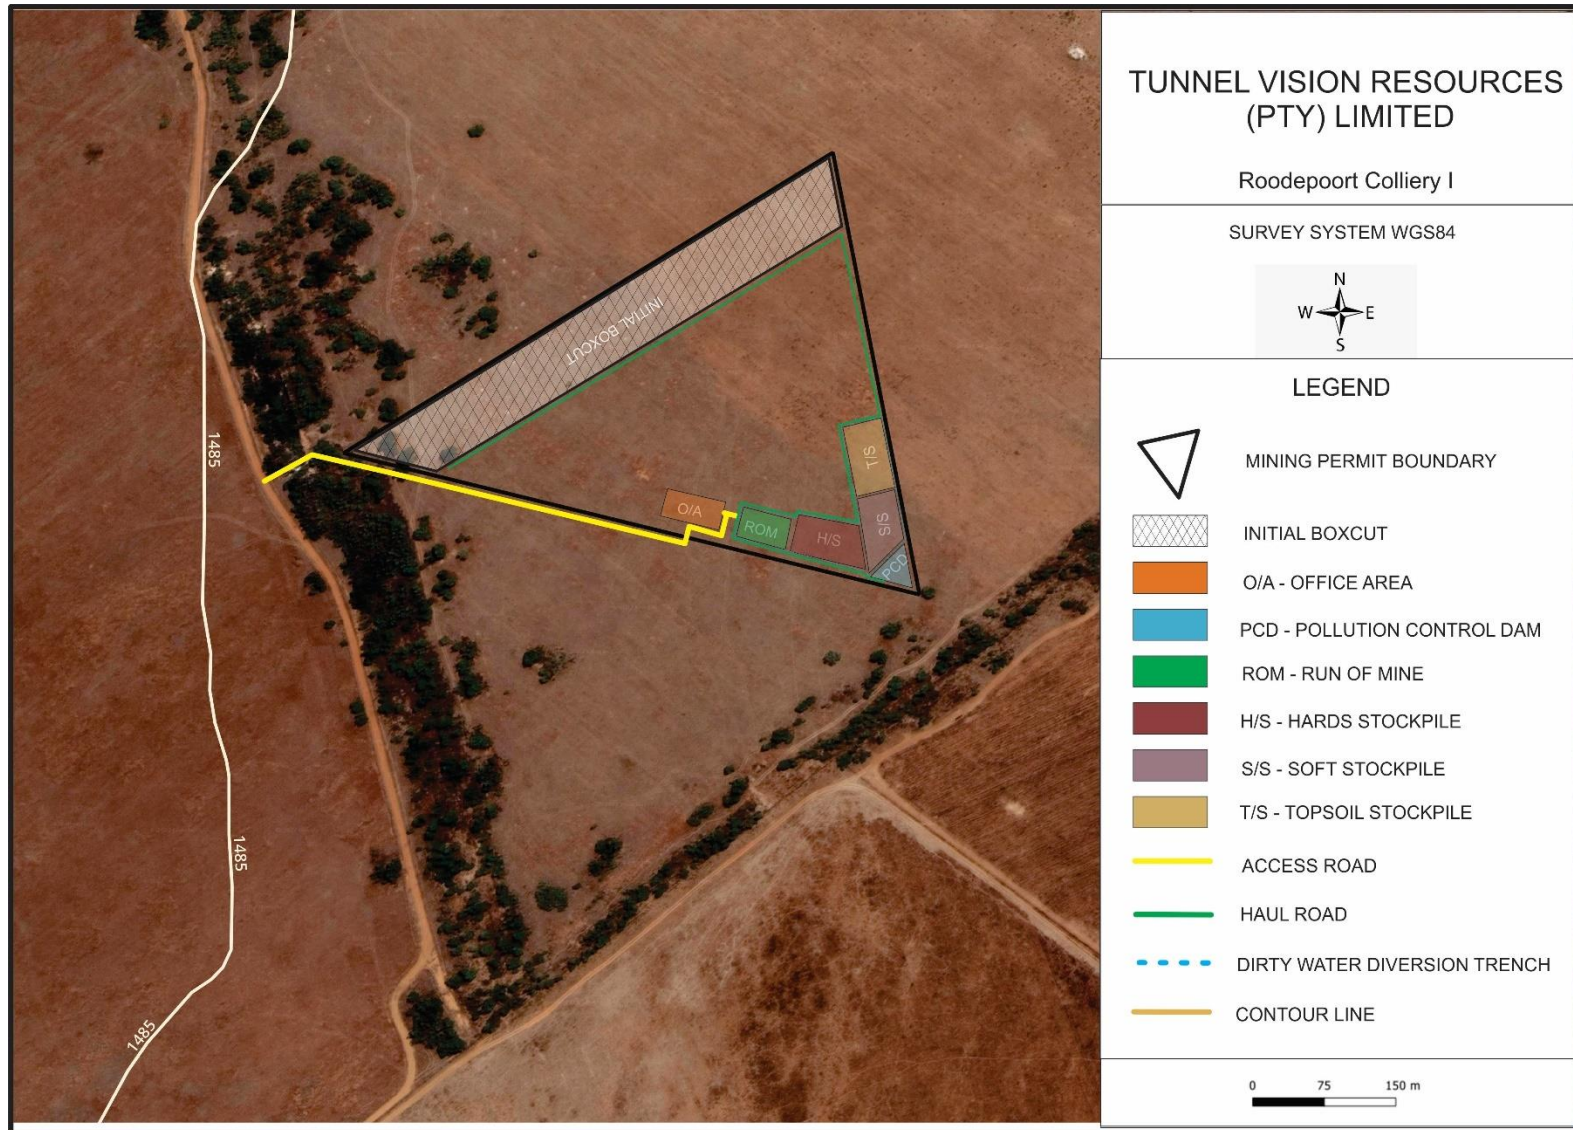 TUNNEL VISION RESOURCES
(PTY) LIMITED
Roodepoort Colliery I
SURVEY SYSTEM WGS84
N
W E
S
LEGEND
MINING PERMIT BOUNDARY
INITIAL BOXCUT
O/A - OFFICE AREA
PCD - POLLUTION CONTROL DAM
ROM - RUN OF MINE
H/S - HARDS STOCKPILE
S/S - SOFT STOCKPILE
T/S - TOPSOIL STOCKPILE
ACCESS ROAD
HAUL ROAD
DIRTY WATER DIVERSION TRENCH
CONTOUR LINE
0 75 150 m
INITIAL BOXCUT
1485
T/S
O/A
ROM
H/S
S/S
PCD
1485
1485